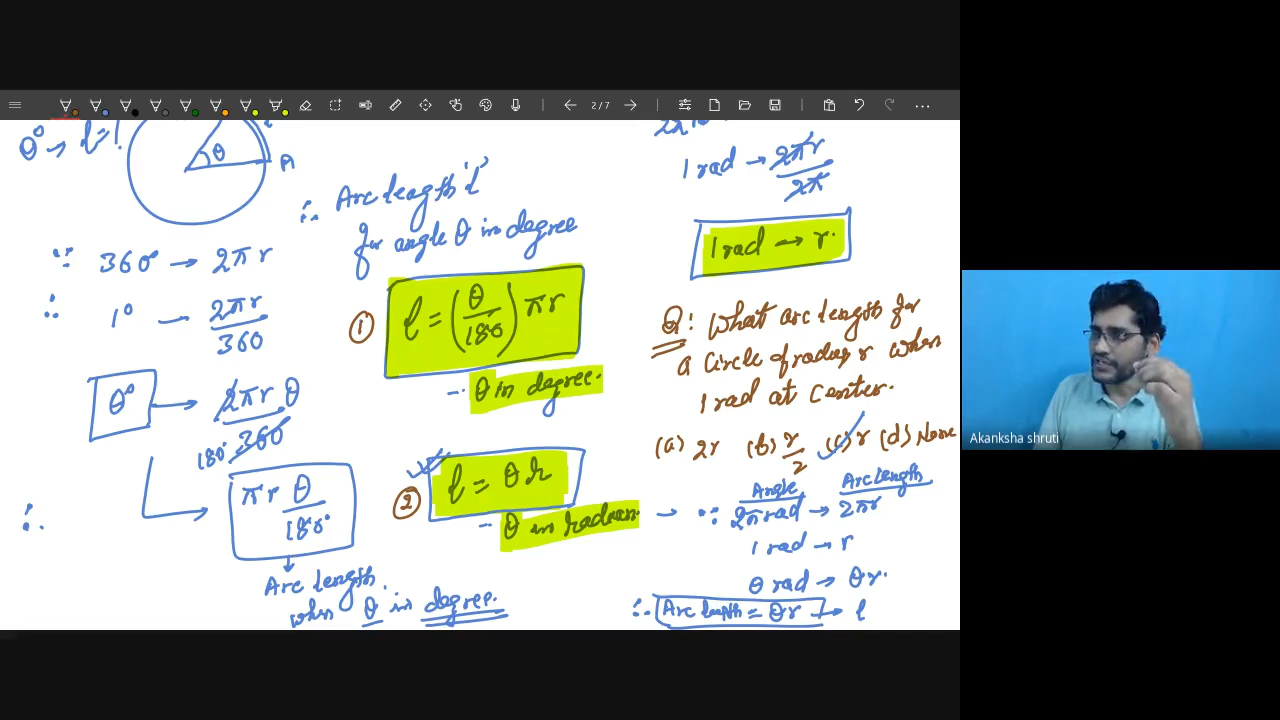 2/7
θ° → l = ?
θ
A
∵ 360° → 2πr
∴ 1° → 2πr/360
θ° → 2πr θ/360
180°
πr θ/180°
∴
Arc length
when θ in degree.
∴ Arc length 'l'
for angle θ in degree
① l = (θ/180) πr
-- θ in degree.
② l = θr
- θ in radian.
1 rad → 2πr/2π
1 rad → r.
Q: What arc length for
a Circle of radius r when
1 rad at center.
(a) 2r (b) r/2 (c) r (d) None
Angle Arc Length
→ ∵ 2π rad → 2πr
1 rad → r
θ rad → θr.
∴ Arc length = θr → l
Akanksha shruti